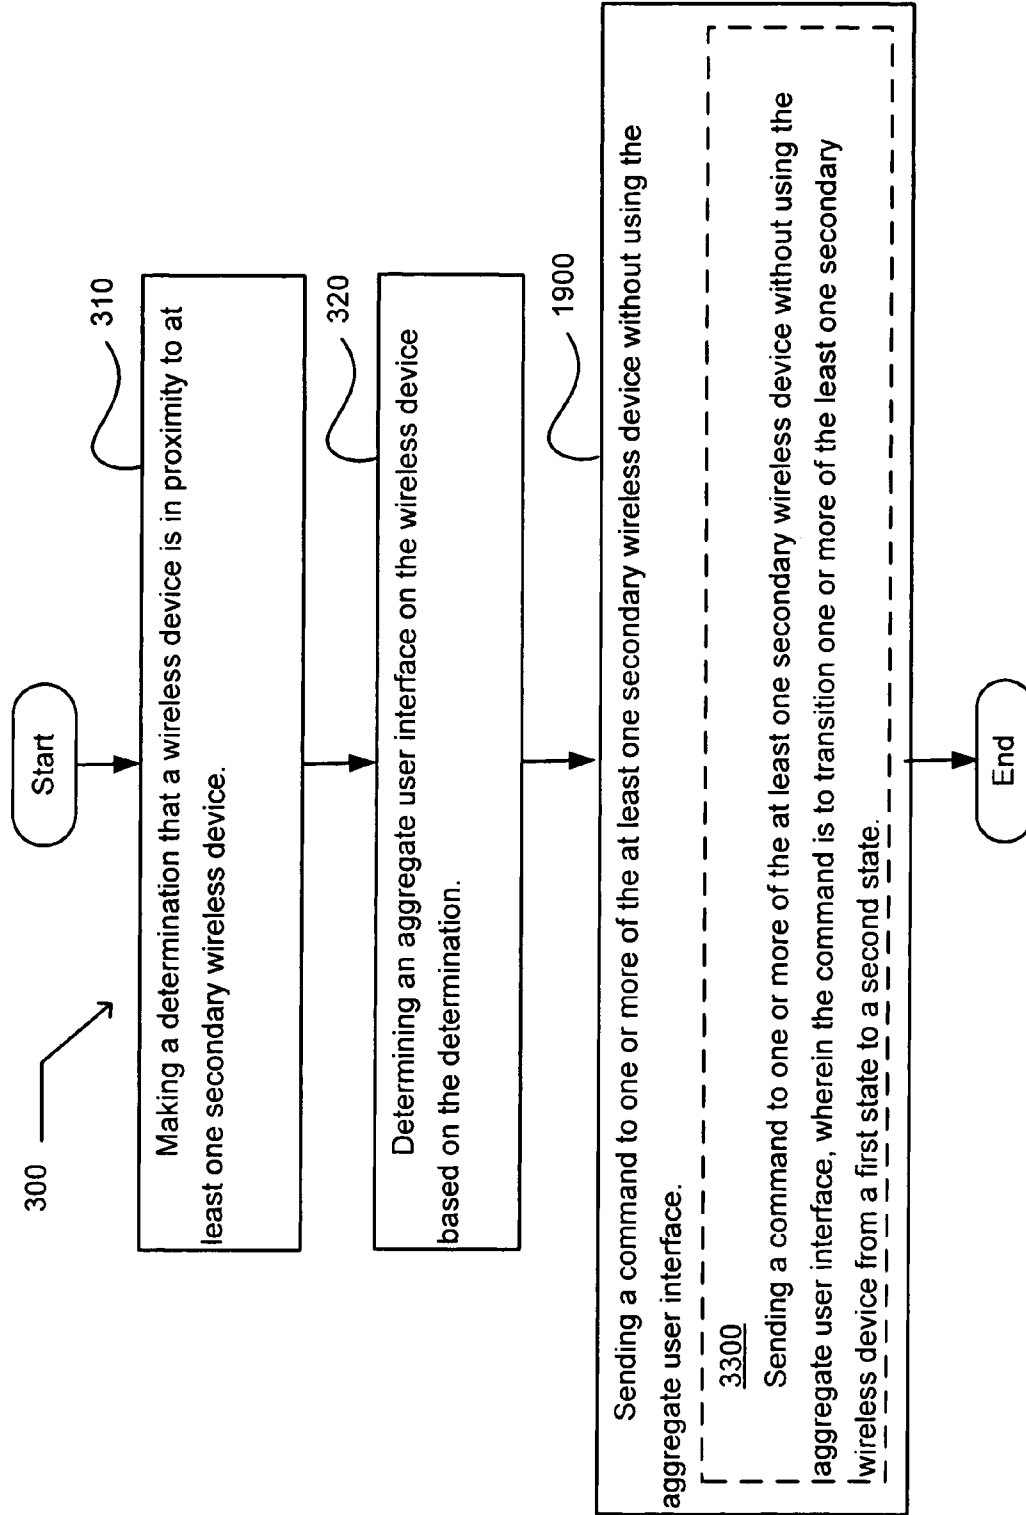 300
Start
310
Making a determination that a wireless device is in proximity to at
least one secondary wireless device.
320
Determining an aggregate user interface on the wireless device
based on the determination.
1900
Sending a command to one or more of the at least one secondary wireless device without using the
aggregate user interface.
3300
Sending a command to one or more of the at least one secondary wireless device without using the
aggregate user interface, wherein the command is to transition one or more of the least one secondary
wireless device from a first state to a second state.
End